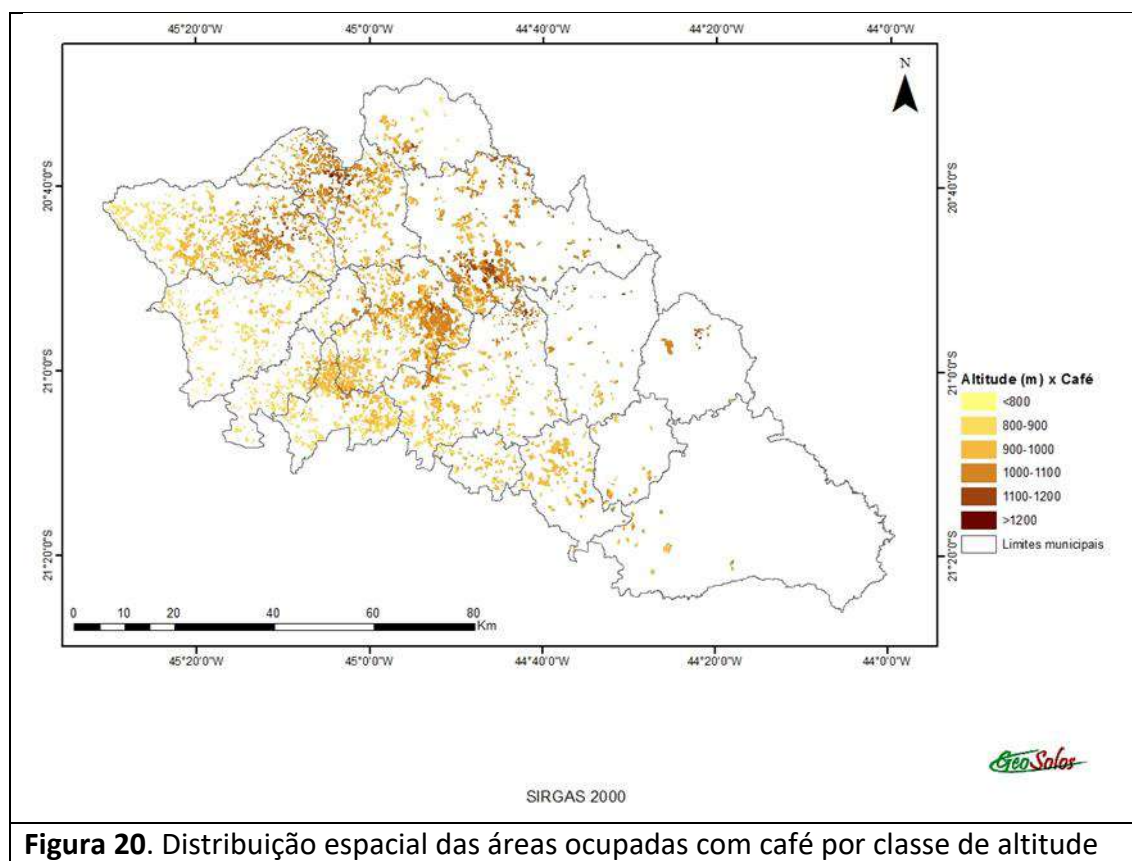 45°20'0"W 45°0'0"W 44°40'0"W 44°20'0"W 44°0'0"W
N
20°40'0"S 20°40'0"S
21°0'0"S 21°0'0"S
21°20'0"S 21°20'0"S
Altitude (m) x Café
<800
800-900
900-1000
1000-1100
1100-1200
>1200
Limites municipais
0 10 20 40 60 80
Km
45°20'0"W 45°0'0"W 44°40'0"W 44°20'0"W 44°0'0"W
GeoSolos
SIRGAS 2000
Figura 20. Distribuição espacial das áreas ocupadas com café por classe de altitude